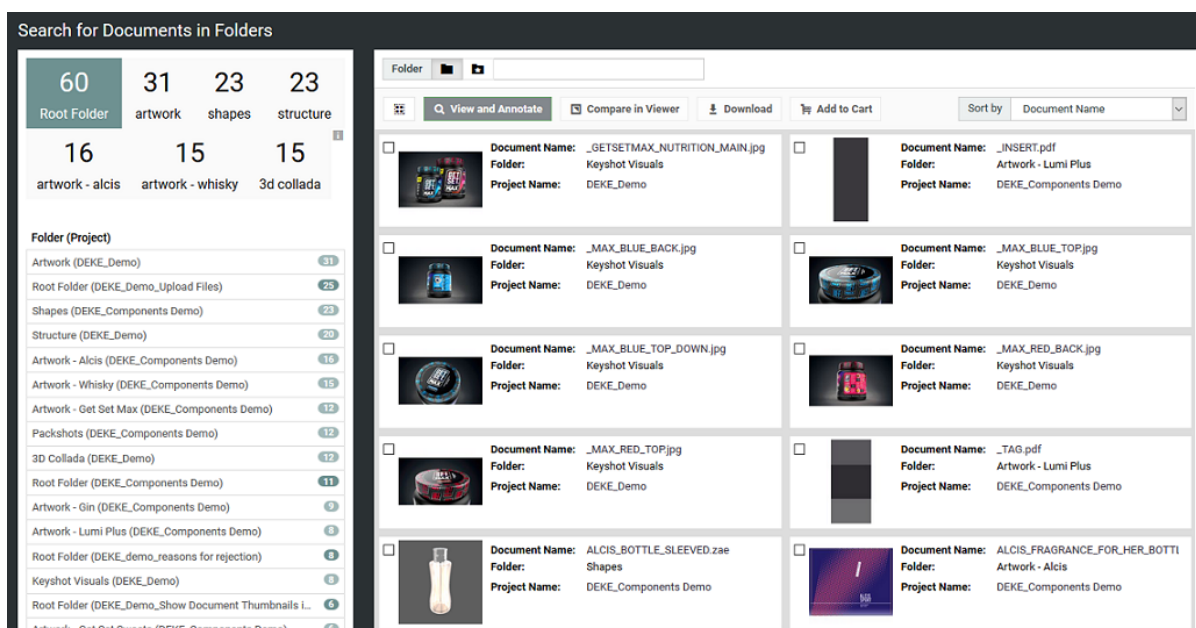 Search for Documents in Folders
60 31 23 23
Root Folder artwork shapes structure
16 15 15
artwork - alcis artwork - whisky 3d collada
Folder (Project)
Artwork (DEKE_Demo) 31
Root Folder (DEKE_Demo_Upload Files) 25
Shapes (DEKE_Components Demo) 23
Structure (DEKE_Demo) 20
Artwork - Alcis (DEKE_Components Demo) 16
Artwork - Whisky (DEKE_Components Demo) 15
Artwork - Get Set Max (DEKE_Components Demo) 12
Packshots (DEKE_Components Demo) 12
3D Collada (DEKE_Demo) 12
Root Folder (DEKE_Components Demo) 11
Artwork - Gin (DEKE_Components Demo) 9
Artwork - Lumi Plus (DEKE_Components Demo) 8
Root Folder (DEKE_demo_reasons for rejection) 8
Keyshot Visuals (DEKE_Demo) 8
Root Folder (DEKE_Demo_Show Document Thumbnails i... 6
Folder
View and Annotate Compare in Viewer Download Add to Cart Sort by Document Name
Document Name: _GETSETMAX_NUTRITION_MAIN.jpg
Folder: Keyshot Visuals
Project Name: DEKE_Demo
Document Name: _INSERT.pdf
Folder: Artwork - Lumi Plus
Project Name: DEKE_Components Demo
Document Name: _MAX_BLUE_BACK.jpg
Folder: Keyshot Visuals
Project Name: DEKE_Demo
Document Name: _MAX_BLUE_TOP.jpg
Folder: Keyshot Visuals
Project Name: DEKE_Demo
Document Name: _MAX_BLUE_TOP_DOWN.jpg
Folder: Keyshot Visuals
Project Name: DEKE_Demo
Document Name: _MAX_RED_BACK.jpg
Folder: Keyshot Visuals
Project Name: DEKE_Demo
Document Name: _MAX_RED_TOP.jpg
Folder: Keyshot Visuals
Project Name: DEKE_Demo
Document Name: _TAG.pdf
Folder: Artwork - Lumi Plus
Project Name: DEKE_Components Demo
Document Name: ALCIS_BOTTLE_SLEEVED.zae
Folder: Shapes
Project Name: DEKE_Components Demo
Document Name: ALCIS_FRAGRANCE_FOR_HER_BOTTL
Folder: Artwork - Alcis
Project Name: DEKE_Components Demo